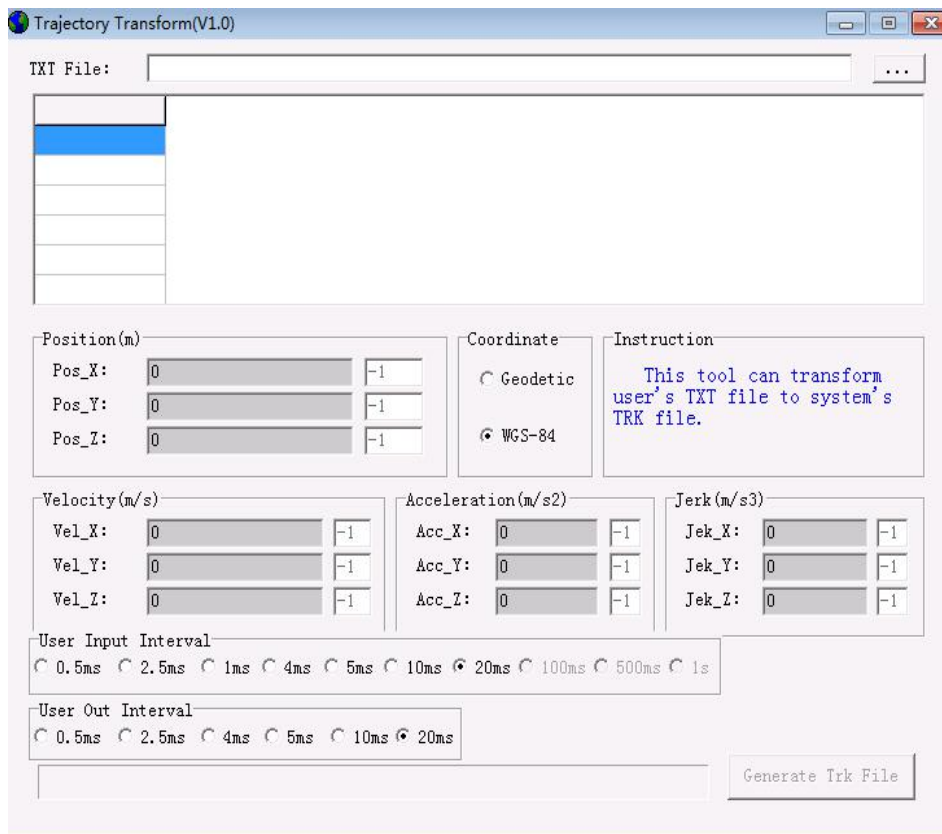 Trajectory Transform(V1.0)
TXT File: ...
Position(m) Coordinate Instruction
Pos_X: 0 -1 Geodetic This tool can transform
Pos_Y: 0 -1 user's TXT file to system's
TRK file.
Pos_Z: 0 -1 WGS-84
Velocity(m/s) Acceleration(m/s2) Jerk(m/s3)
Vel_X: 0 -1 Acc_X: 0 -1 Jek_X: 0 -1
Vel_Y: 0 -1 Acc_Y: 0 -1 Jek_Y: 0 -1
Vel_Z: 0 -1 Acc_Z: 0 -1 Jek_Z: 0 -1
User Input Interval
0.5ms 2.5ms 1ms 4ms 5ms 10ms 20ms 100ms 500ms 1s
User Out Interval
0.5ms 2.5ms 4ms 5ms 10ms 20ms
Generate Trk File